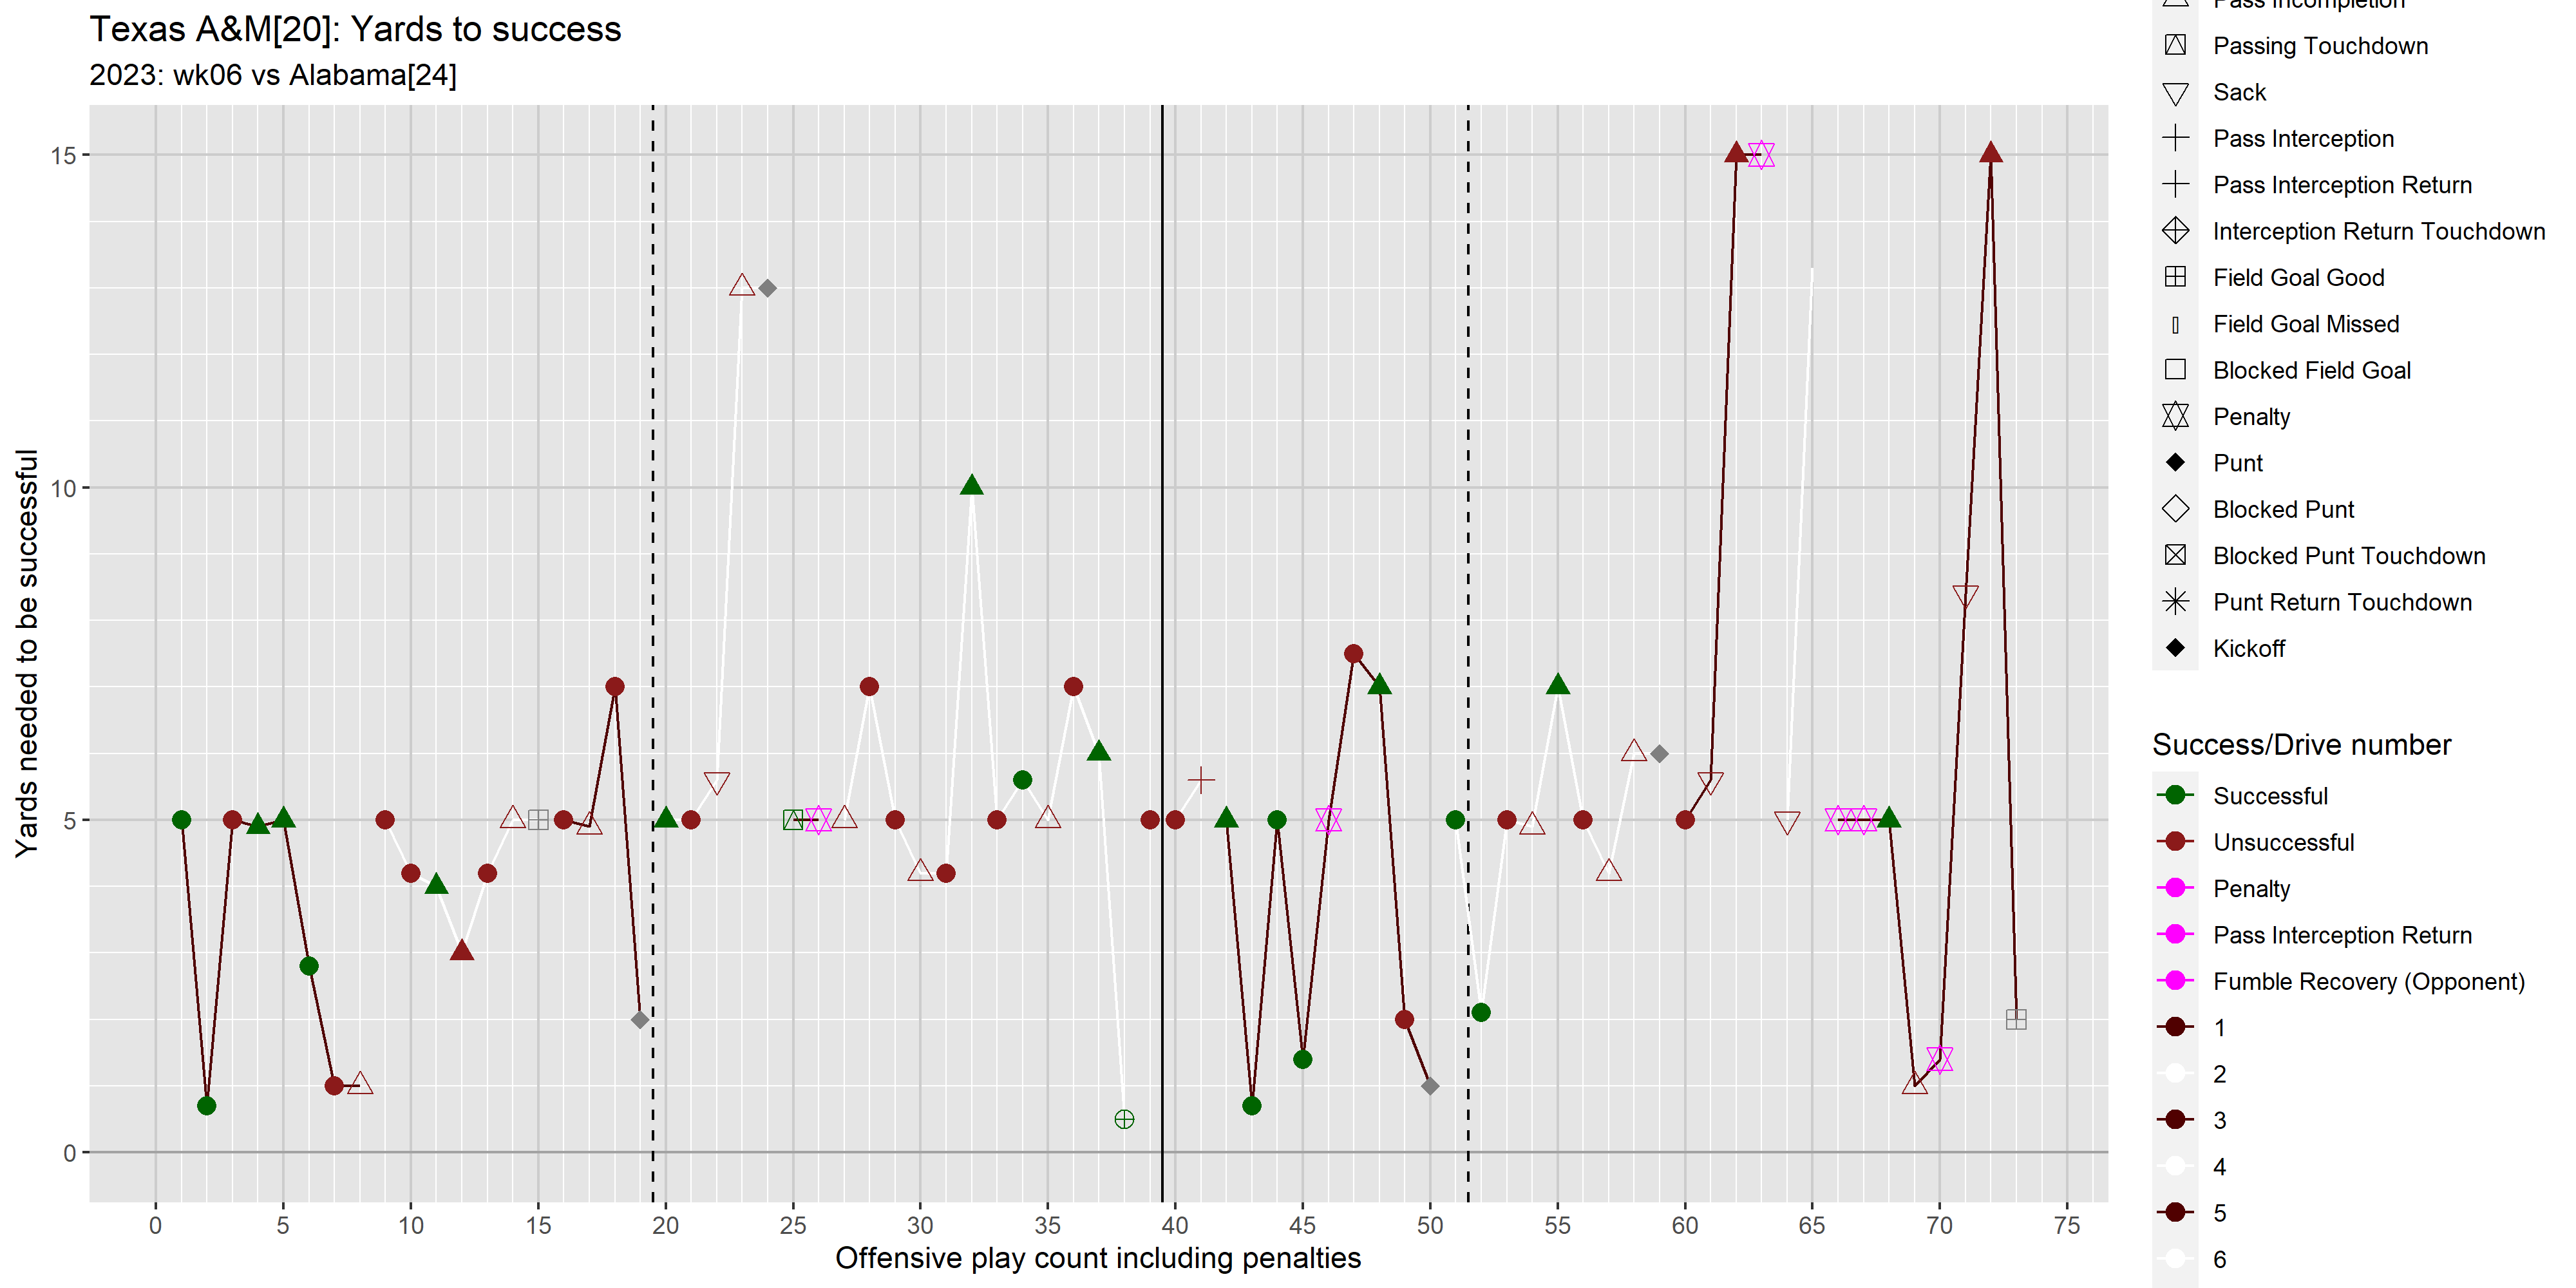 Texas A&M[20]: Yards to success
2023: wk06 vs Alabama[24]
Yards needed to be successful
15
10
5
0
0 5 10 15 20 25 30 35 40 45 50 55 60 65 70 75
Offensive play count including penalties
Pass Incompletion
Passing Touchdown
Sack
Pass Interception
Pass Interception Return
Interception Return Touchdown
Field Goal Good
Field Goal Missed
Blocked Field Goal
Penalty
Punt
Blocked Punt
Blocked Punt Touchdown
Punt Return Touchdown
Kickoff
Success/Drive number
Successful
Unsuccessful
Penalty
Pass Interception Return
Fumble Recovery (Opponent)
1
2
3
4
5
6